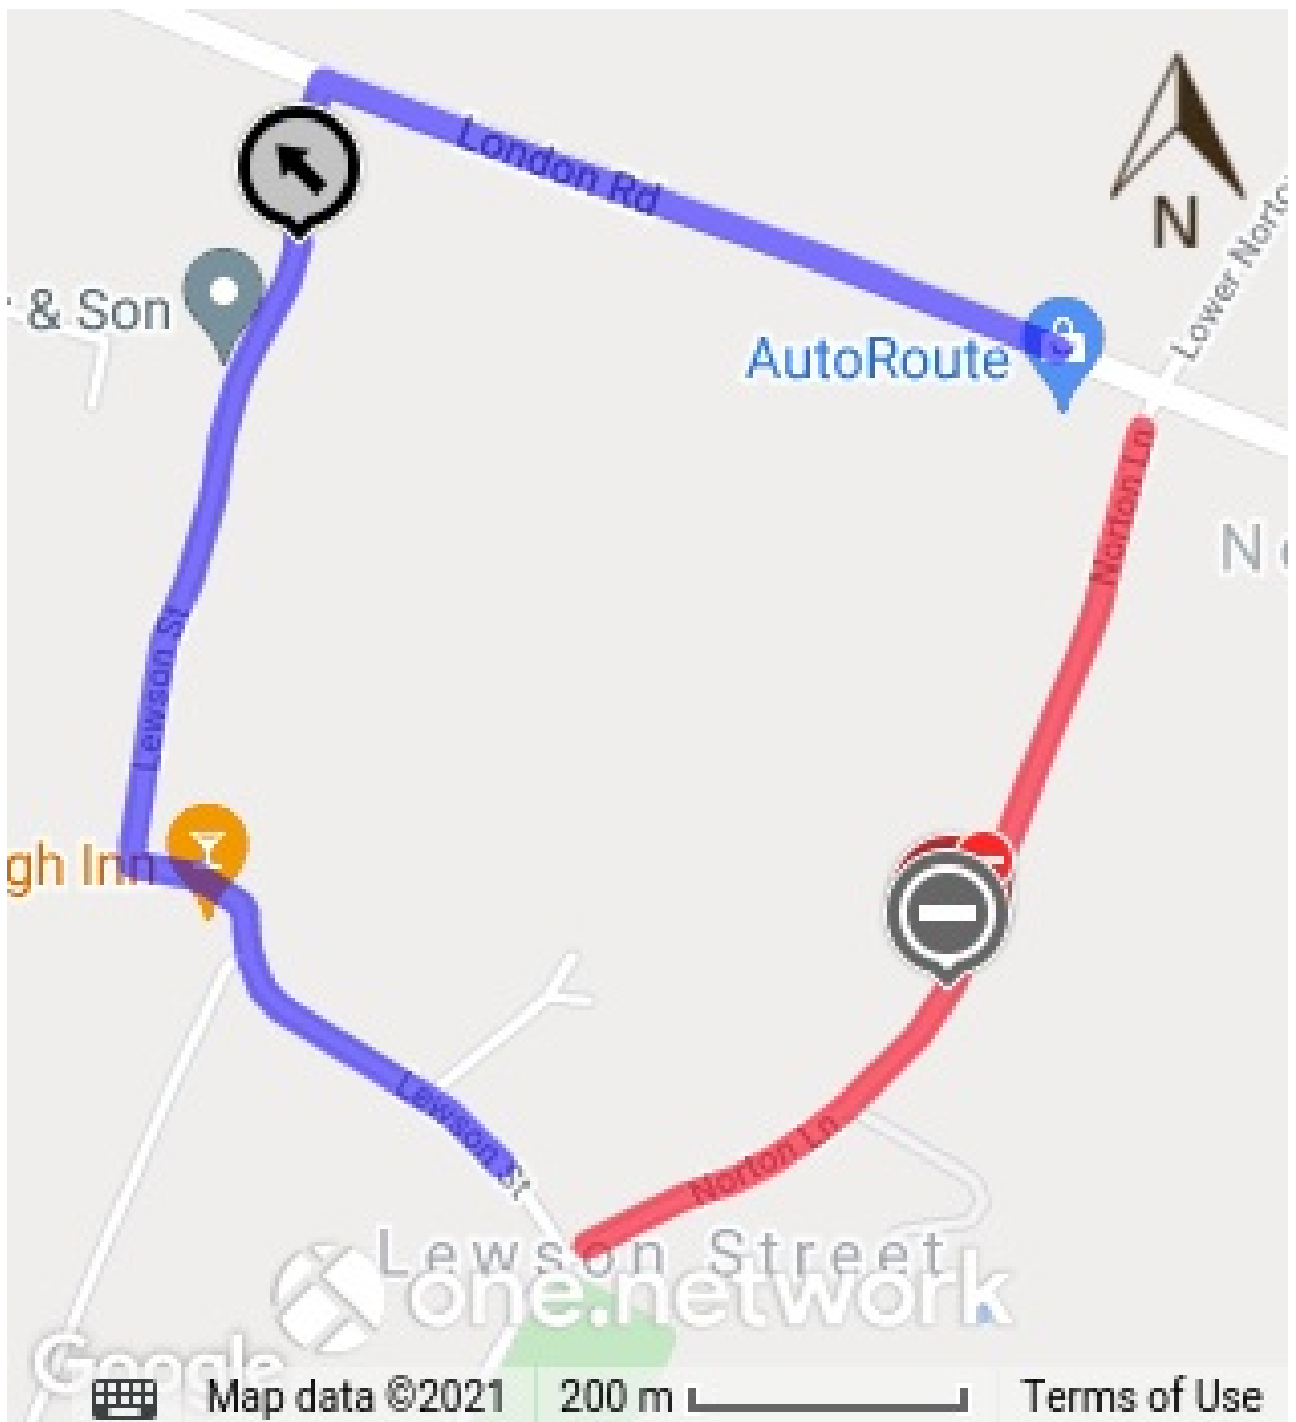 London Rd
N
Lower Norto
& Son
AutoRoute
Norton Ln
N
Lewson St
gh Inn
Lewson St
Norton Ln
Lewson Street
one.network
Google
Map data ©2021
200 m
Terms of Use